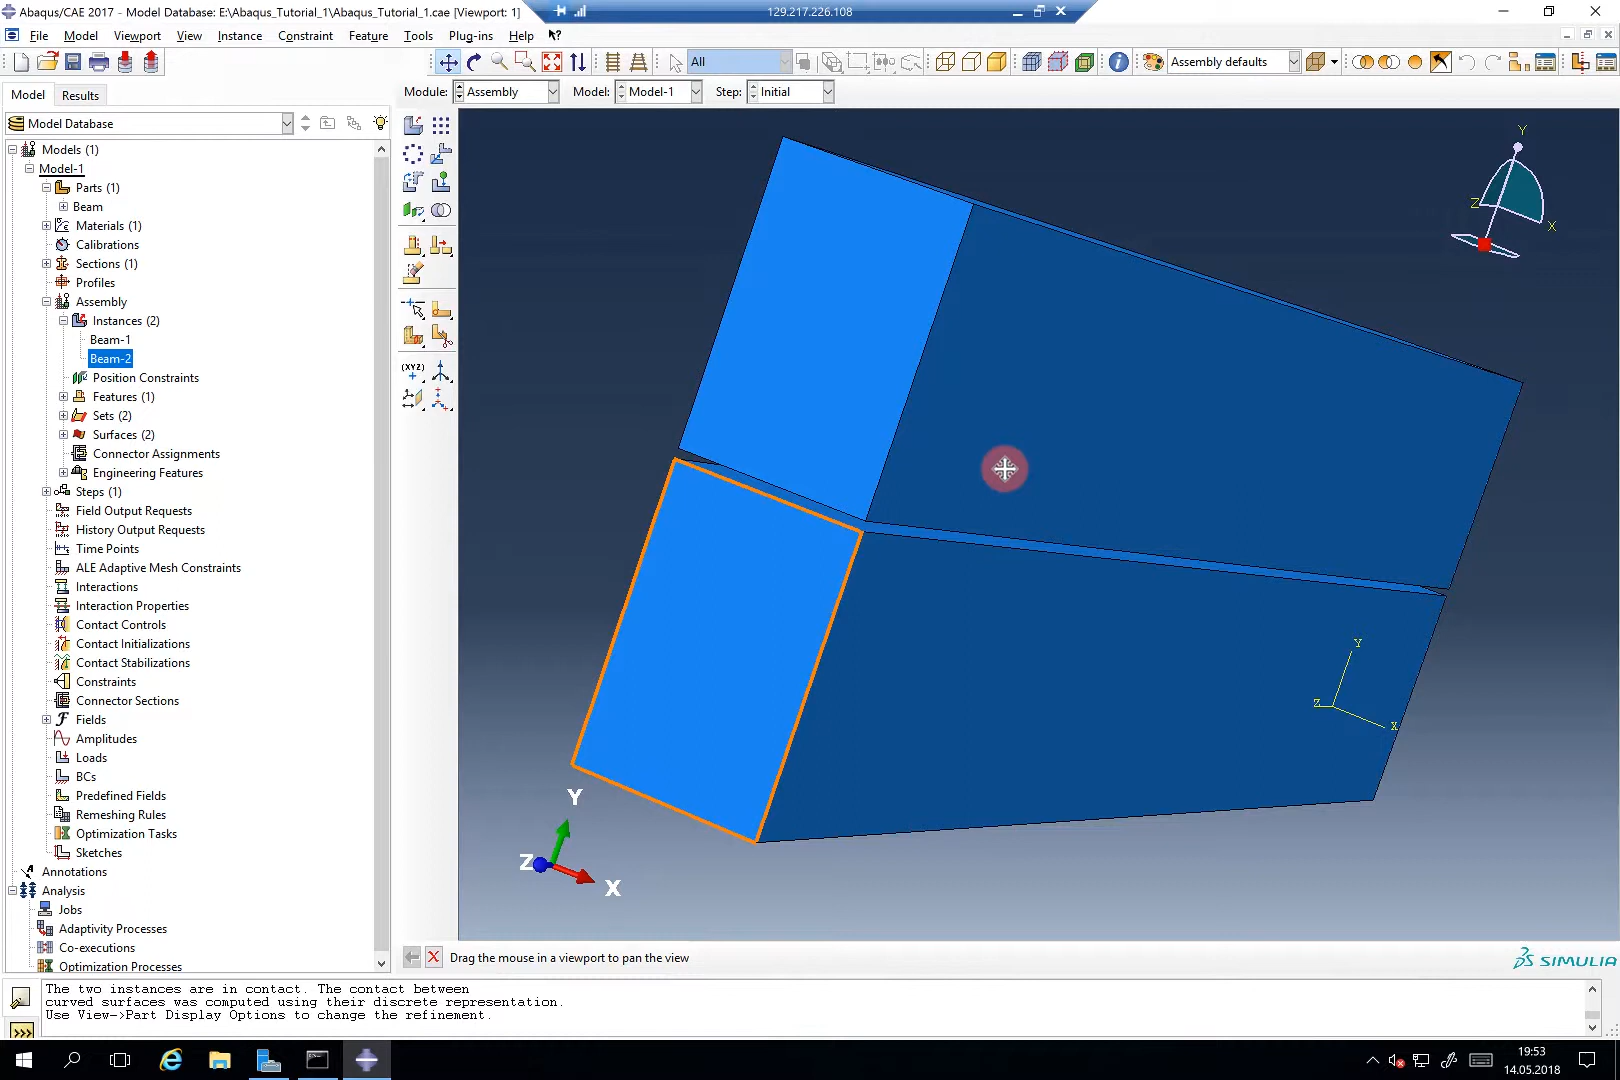 Abaqus/CAE 2017 - Model Database: E:\Abaqus_Tutorial_1\Abaqus_Tutorial_1.cae [Viewport: 1]
129.217.226.108
File Model Viewport View Instance Constraint Feature Tools Plug-ins Help
All
Assembly defaults
Model Results
Module: Assembly Model: Model-1 Step: Initial
Model Database
Models (1)
Model-1
Parts (1)
Beam
Materials (1)
Calibrations
Sections (1)
Profiles
Assembly
Instances (2)
Beam-1
Beam-2
Position Constraints
Features (1)
Sets (2)
Surfaces (2)
Connector Assignments
Engineering Features
Steps (1)
Field Output Requests
History Output Requests
Time Points
ALE Adaptive Mesh Constraints
Interactions
Interaction Properties
Contact Controls
Contact Initializations
Contact Stabilizations
Constraints
Connector Sections
Fields
Amplitudes
Loads
BCs
Predefined Fields
Remeshing Rules
Optimization Tasks
Sketches
Annotations
Analysis
Jobs
Adaptivity Processes
Co-executions
Optimization Processes
(XYZ)
Y
Z
X
Y
Z
X
Y
Z
X
Drag the mouse in a viewport to pan the view
SIMULIA
The two instances are in contact. The contact between
curved surfaces was computed using their discrete representation.
Use View->Part Display Options to change the refinement.
>>>
19:53
14.05.2018